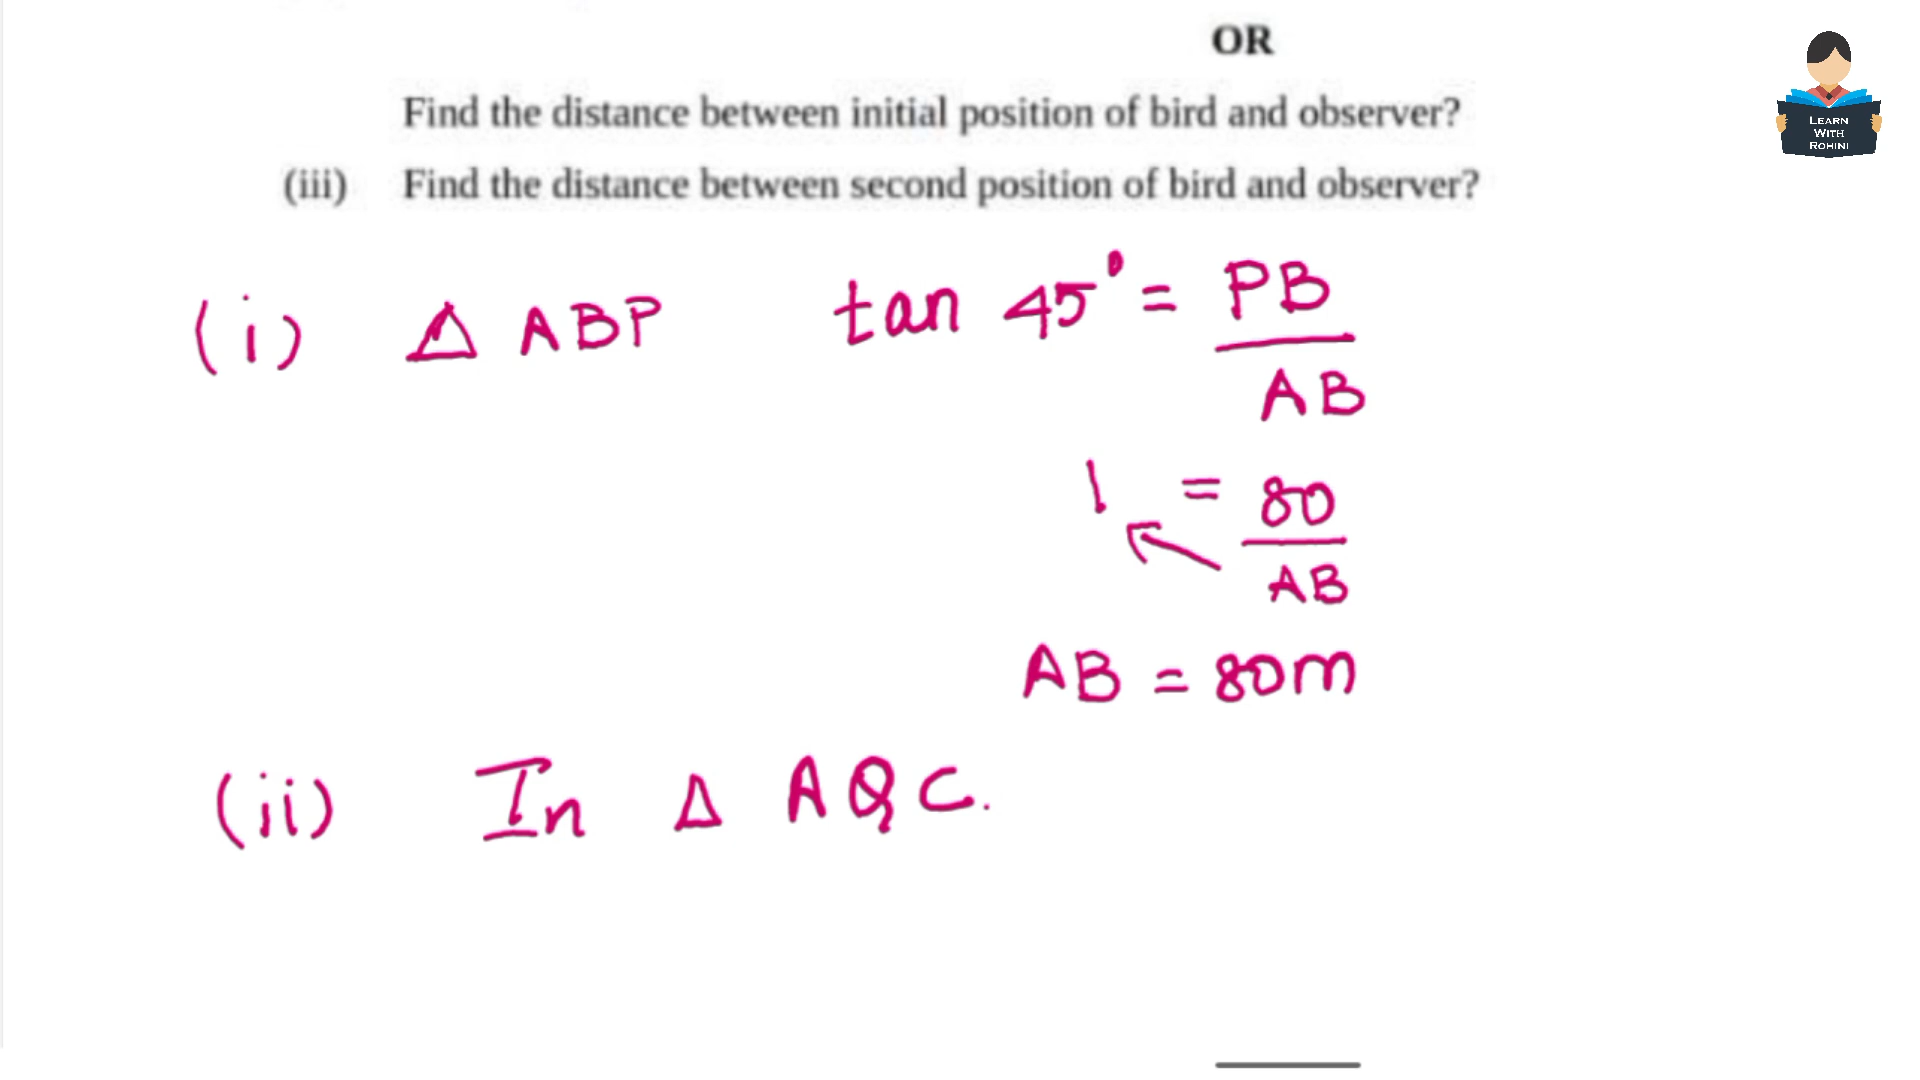 OR
Find the distance between initial position of bird and observer?
(iii) Find the distance between second position of bird and observer?
LEARN
WITH
ROHINI
(i) △ ABP tan 45° = PB
AB
1 = 80
AB
AB = 80m
(ii) In △ AQC.